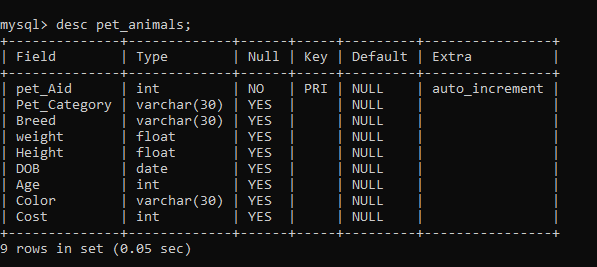 mysql> desc pet_animals;
+--------------+-------------+------+-----+---------+----------------+
| Field        | Type        | Null | Key | Default | Extra          |
+--------------+-------------+------+-----+---------+----------------+
| pet_Aid      | int         | NO   | PRI | NULL    | auto_increment |
| Pet_Category | varchar(30) | YES  |     | NULL    |                |
| Breed        | varchar(30) | YES  |     | NULL    |                |
| weight       | float       | YES  |     | NULL    |                |
| Height       | float       | YES  |     | NULL    |                |
| DOB          | date        | YES  |     | NULL    |                |
| Age          | int         | YES  |     | NULL    |                |
| Color        | varchar(30) | YES  |     | NULL    |                |
| Cost         | int         | YES  |     | NULL    |                |
+--------------+-------------+------+-----+---------+----------------+
9 rows in set (0.05 sec)